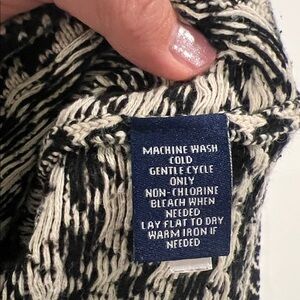 MACHINE WASH
COLD
GENTLE CYCLE
ONLY
NON-CHLORINE
BLEACH WHEN
NEEDED
LAY FLAT TO DRY
WARM IRON IF
NEEDED